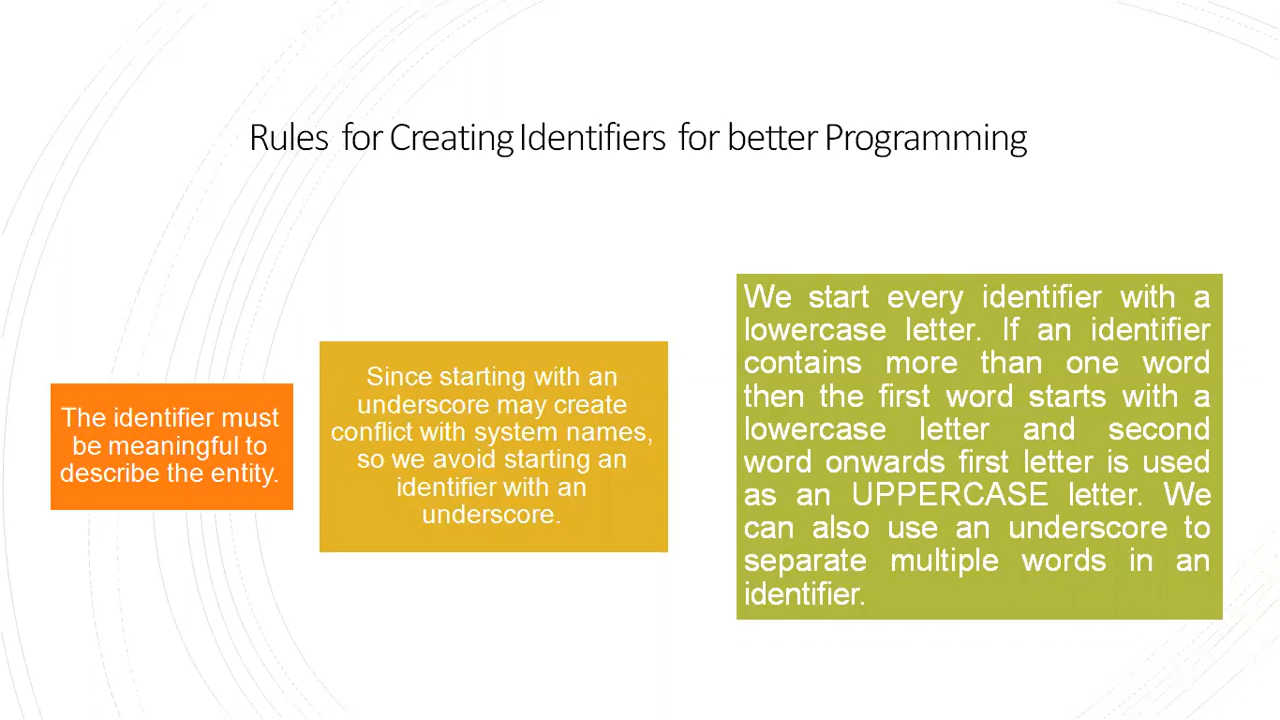 Rules for Creating Identifiers for better Programming
The identifier must
be meaningful to
describe the entity.
Since starting with an
underscore may create
conflict with system names,
so we avoid starting an
identifier with an
underscore.
We start every identifier with a
lowercase letter. If an identifier
contains more than one word
then the first word starts with a
lowercase letter and second
word onwards first letter is used
as an UPPERCASE letter. We
can also use an underscore to
separate multiple words in an
identifier.